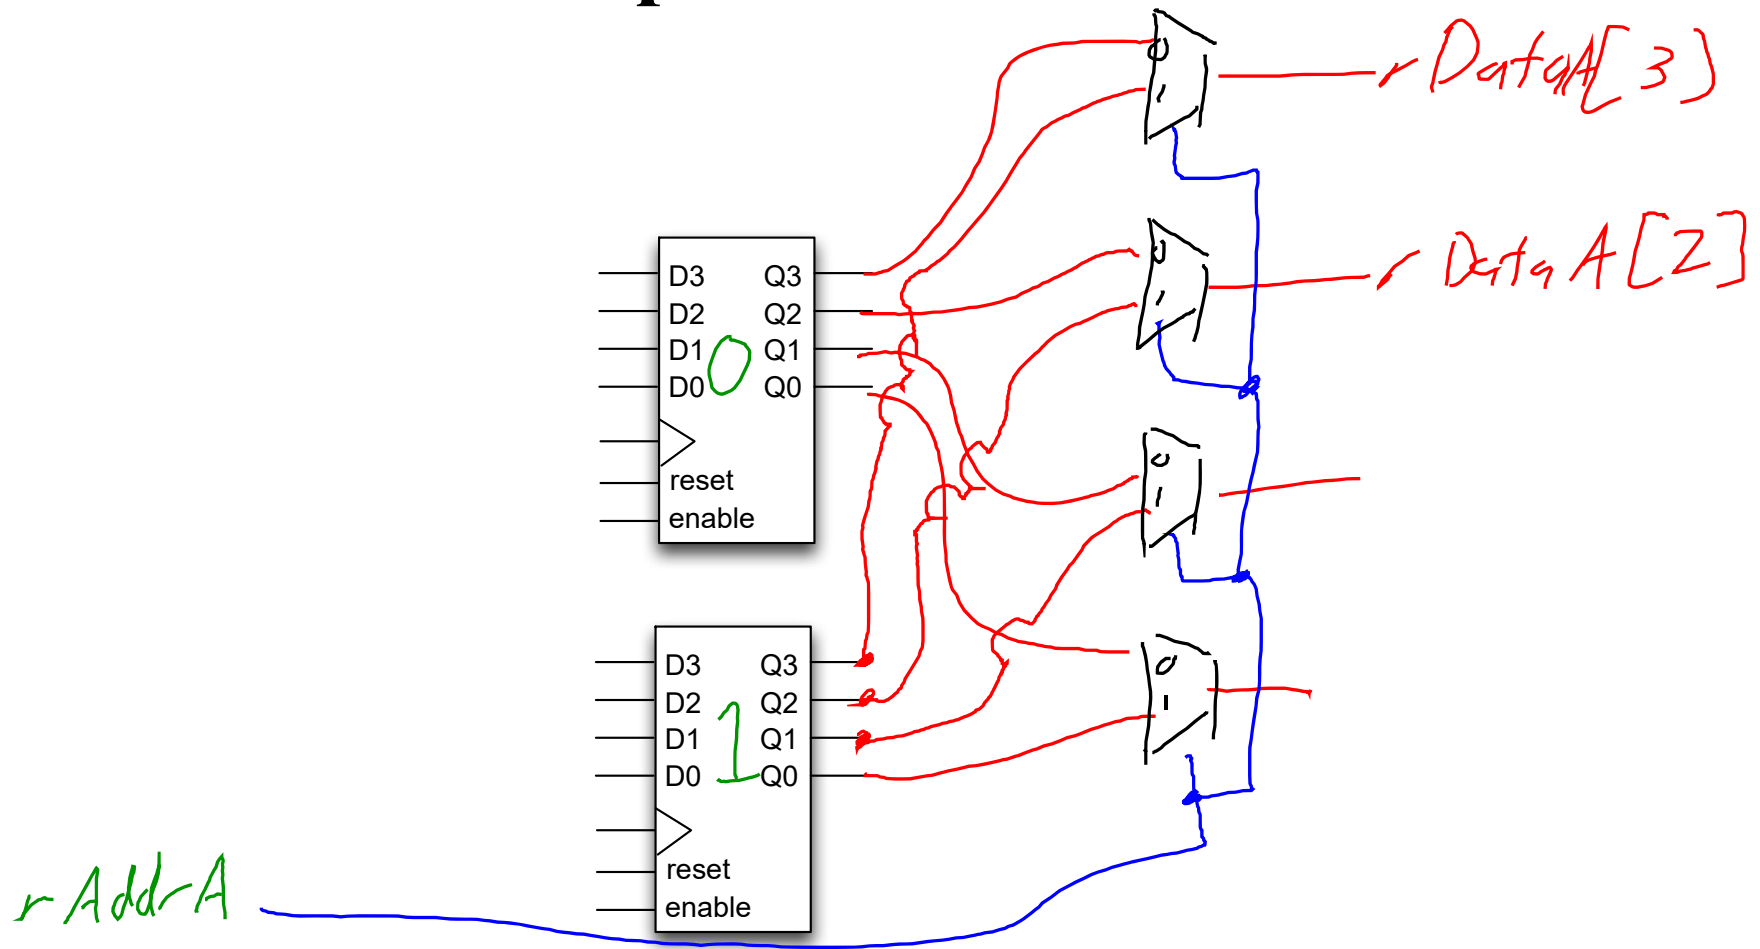 rDataA[3]
0
1
rDataA[2]
0
1
D3 Q3
D2 Q2
D1 Q1
D0 Q0
0
reset
enable
0
1
0
1
D3 Q3
D2 Q2
D1 Q1
D0 Q0
1
reset
enable
rAddrA